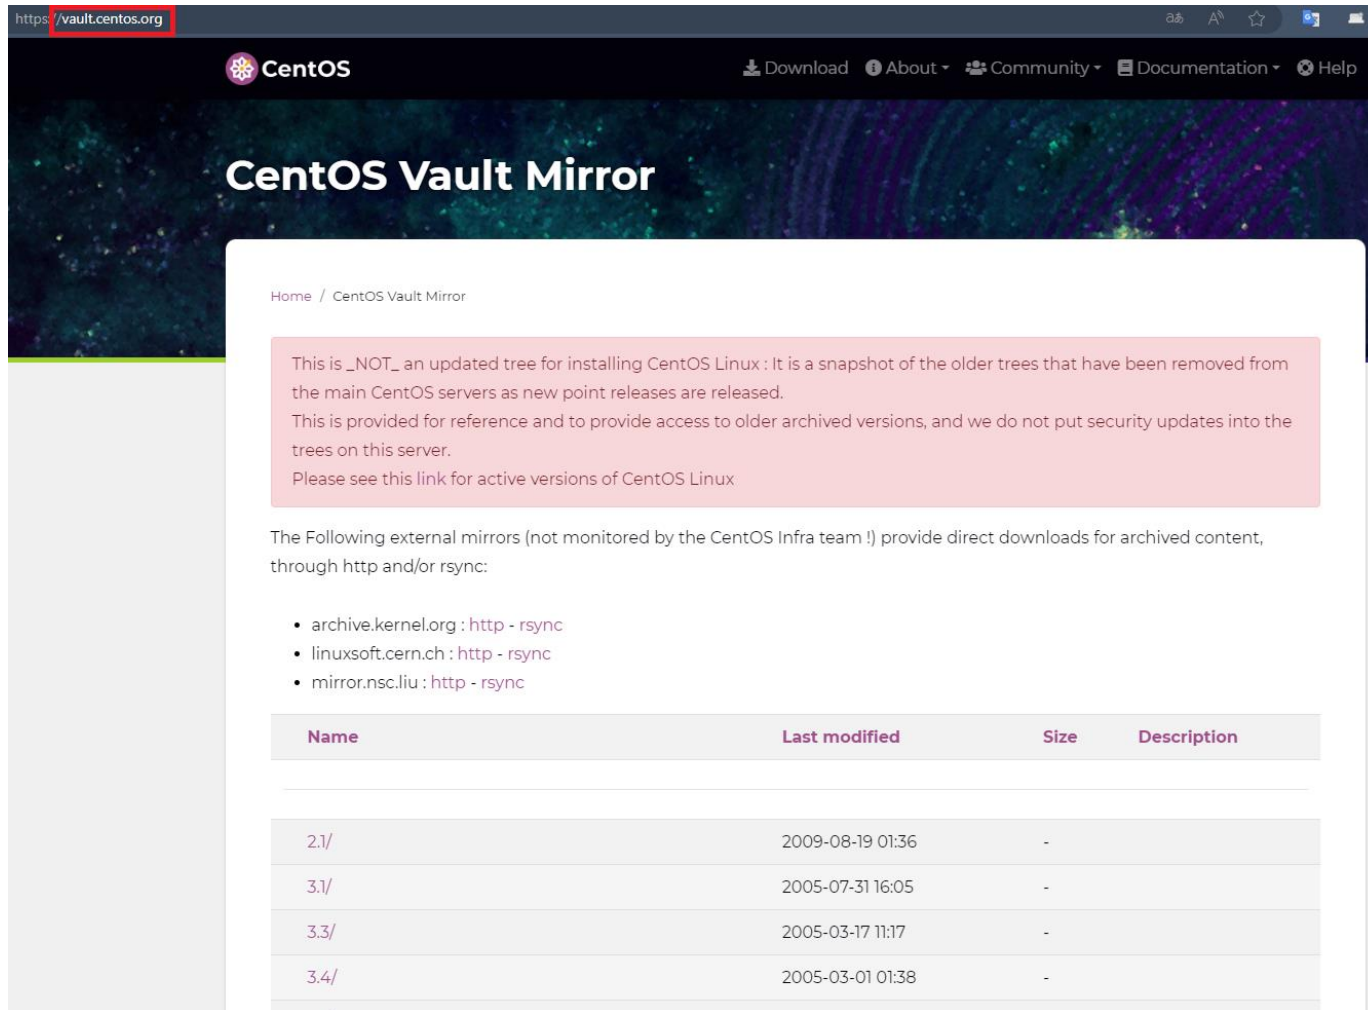 https://vault.centos.org
CentOS
Download About Community Documentation Help
CentOS Vault Mirror
Home / CentOS Vault Mirror
This is _NOT_ an updated tree for installing CentOS Linux : It is a snapshot of the older trees that have been removed from
the main CentOS servers as new point releases are released.
This is provided for reference and to provide access to older archived versions, and we do not put security updates into the
trees on this server.
Please see this link for active versions of CentOS Linux
The Following external mirrors (not monitored by the CentOS Infra team !) provide direct downloads for archived content,
through http and/or rsync:
• archive.kernel.org : http - rsync
• linuxsoft.cern.ch : http - rsync
• mirror.nsc.liu : http - rsync
Name Last modified Size Description
2.1/ 2009-08-19 01:36 -
3.1/ 2005-07-31 16:05 -
3.3/ 2005-03-17 11:17 -
3.4/ 2005-03-01 01:38 -